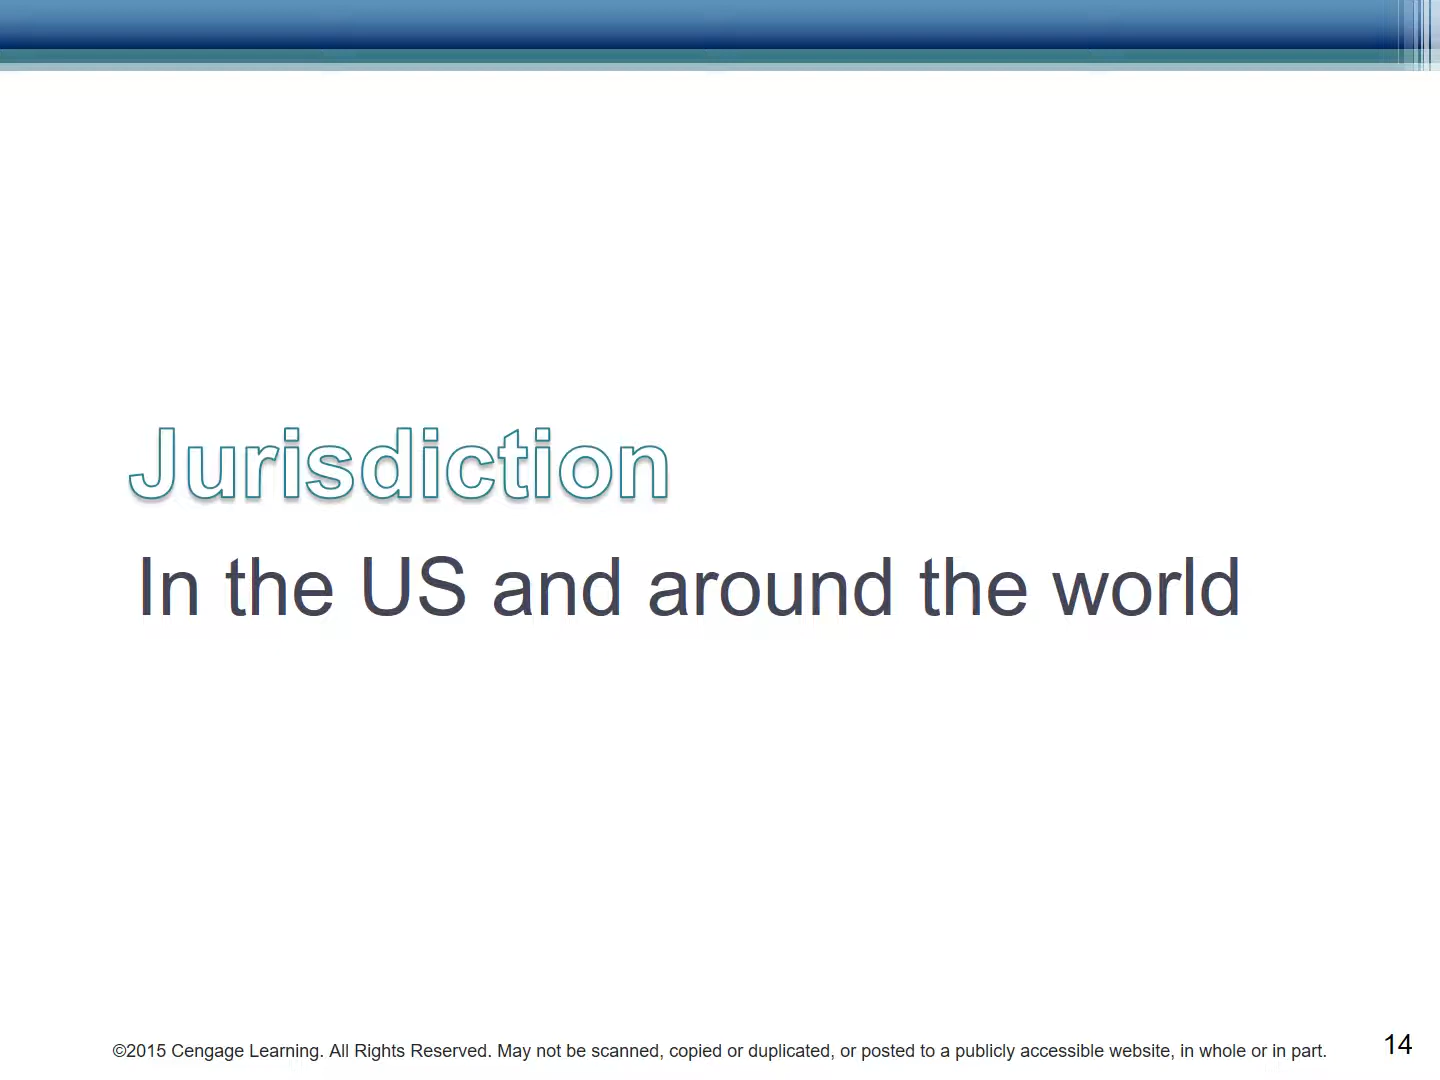 Jurisdiction
In the US and around the world
©2015 Cengage Learning. All Rights Reserved. May not be scanned, copied or duplicated, or posted to a publicly accessible website, in whole or in part.
14